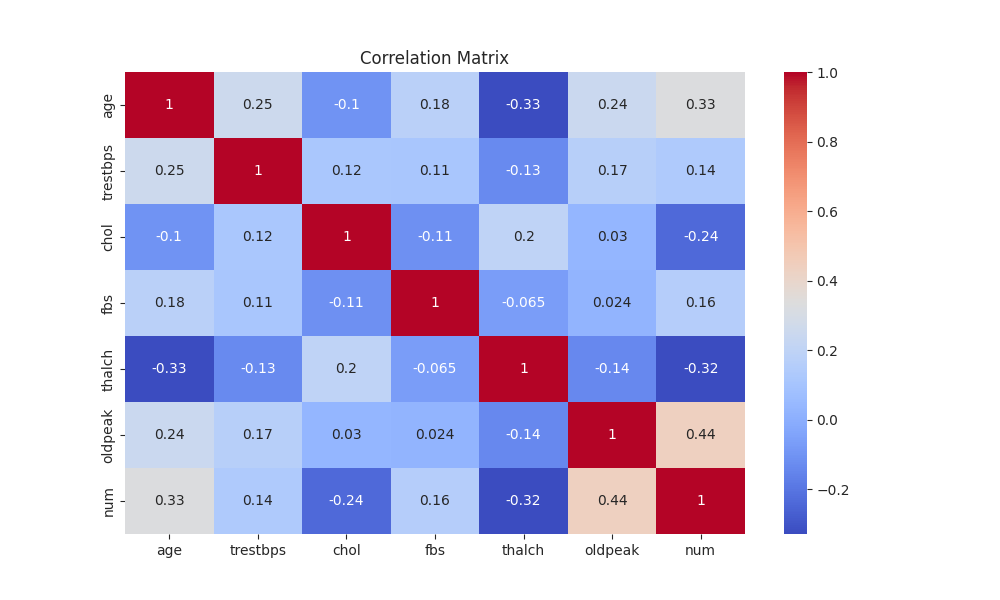 Correlation Matrix
age 1 0.25 -0.1 0.18 -0.33 0.24 0.33
trestbps 0.25 1 0.12 0.11 -0.13 0.17 0.14
chol -0.1 0.12 1 -0.11 0.2 0.03 -0.24
fbs 0.18 0.11 -0.11 1 -0.065 0.024 0.16
thalch -0.33 -0.13 0.2 -0.065 1 -0.14 -0.32
oldpeak 0.24 0.17 0.03 0.024 -0.14 1 0.44
num 0.33 0.14 -0.24 0.16 -0.32 0.44 1
age trestbps chol fbs thalch oldpeak num
1.0
0.8
0.6
0.4
0.2
0.0
−0.2